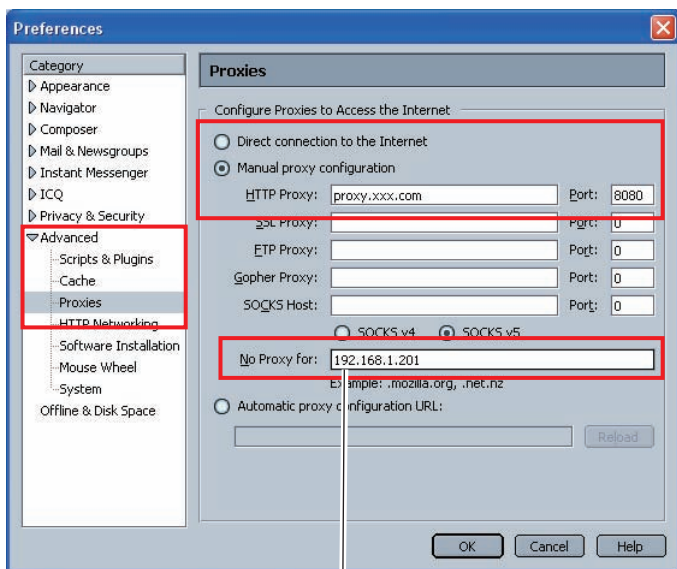 Preferences
Category
Appearance
Navigator
Composer
Mail & Newsgroups
Instant Messenger
ICQ
Privacy & Security
Advanced
Scripts & Plugins
Cache
Proxies
HTTP Networking
Software Installation
Mouse Wheel
System
Offline & Disk Space
Proxies
Configure Proxies to Access the Internet
Direct connection to the Internet
Manual proxy configuration
HTTP Proxy: proxy.xxx.com Port: 8080
SSL Proxy: Port: 0
FTP Proxy: Port: 0
Gopher Proxy: Port: 0
SOCKS Host: Port: 0
SOCKS v4 SOCKS v5
No Proxy for: 192.168.1.201
Example: .mozilla.org, .net.nz
Automatic proxy configuration URL:
Reload
OK Cancel Help